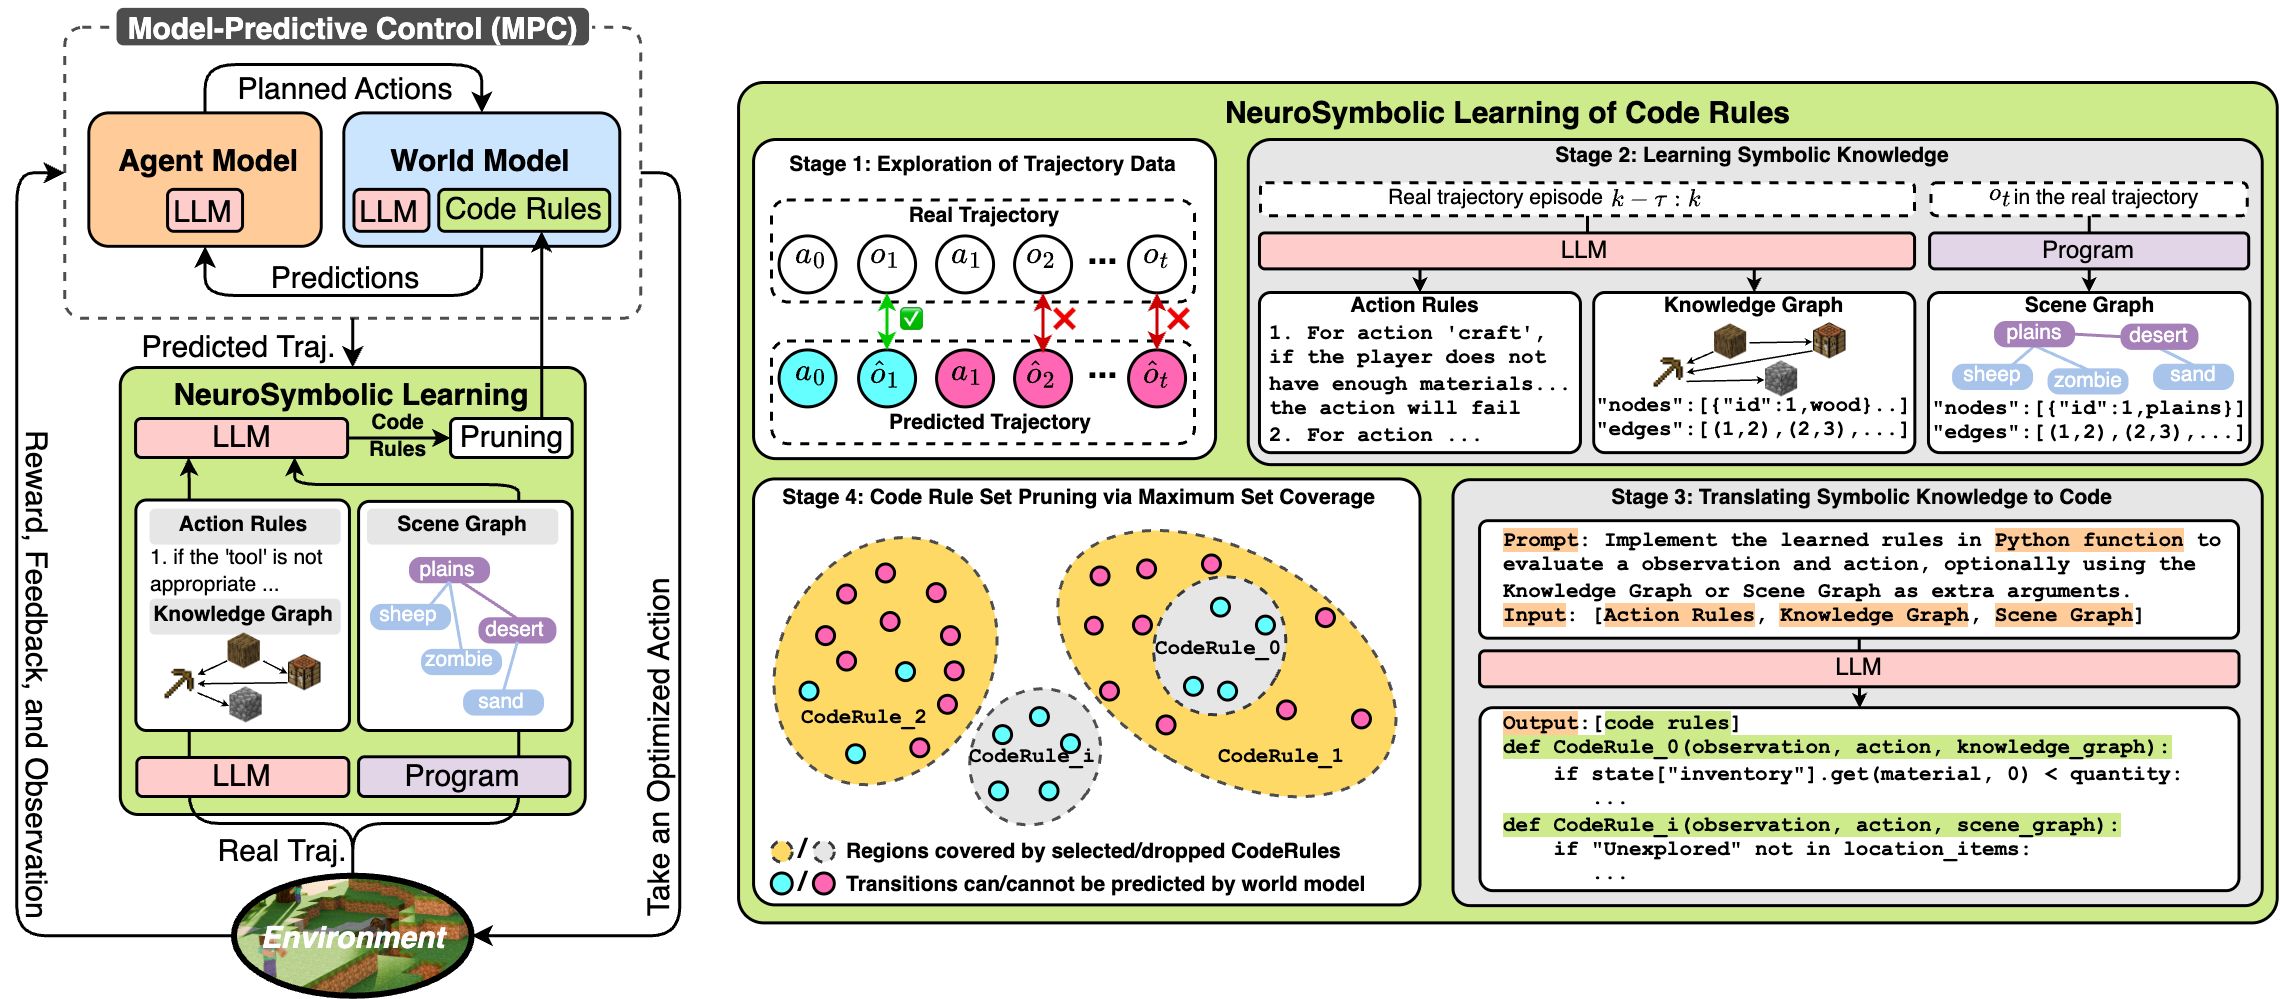 Model-Predictive Control (MPC)
Planned Actions
Agent Model
LLM
World Model
LLM
Code Rules
Predictions
Predicted Traj.
NeuroSymbolic Learning
LLM
Code
Rules
Pruning
Action Rules
1. if the 'tool' is not
appropriate ...
Knowledge Graph
Scene Graph
plains
sheep
desert
zombie
sand
LLM
Program
Real Traj.
Environment
Reward, Feedback, and Observation
Take an Optimized Action
NeuroSymbolic Learning of Code Rules
Stage 1: Exploration of Trajectory Data
Real Trajectory
a_0 o_1 a_1 o_2 ... o_t
a_0 ô_1 a_1 ô_2 ... ô_t
Predicted Trajectory
Stage 2: Learning Symbolic Knowledge
Real trajectory episode k − τ : k
o_t in the real trajectory
LLM
Program
Action Rules
1. For action 'craft',
if the player does not
have enough materials...
the action will fail
2. For action ...
Knowledge Graph
"nodes":[{"id":1,wood}..]
"edges":[(1,2),(2,3),...]
Scene Graph
plains
desert
sheep
zombie
sand
"nodes":[{"id":1,plains}]
"edges":[(1,2),(2,3),...]
Stage 4: Code Rule Set Pruning via Maximum Set Coverage
CodeRule_0
CodeRule_2
CodeRule_i
CodeRule_1
/ Regions covered by selected/dropped CodeRules
/ Transitions can/cannot be predicted by world model
Stage 3: Translating Symbolic Knowledge to Code
Prompt: Implement the learned rules in Python function to
evaluate a observation and action, optionally using the
Knowledge Graph or Scene Graph as extra arguments.
Input: [Action Rules, Knowledge Graph, Scene Graph]
LLM
Output:[code rules]
def CodeRule_0(observation, action, knowledge_graph):
if state["inventory"].get(material, 0) < quantity:
...
def CodeRule_i(observation, action, scene_graph):
if "Unexplored" not in location_items:
...